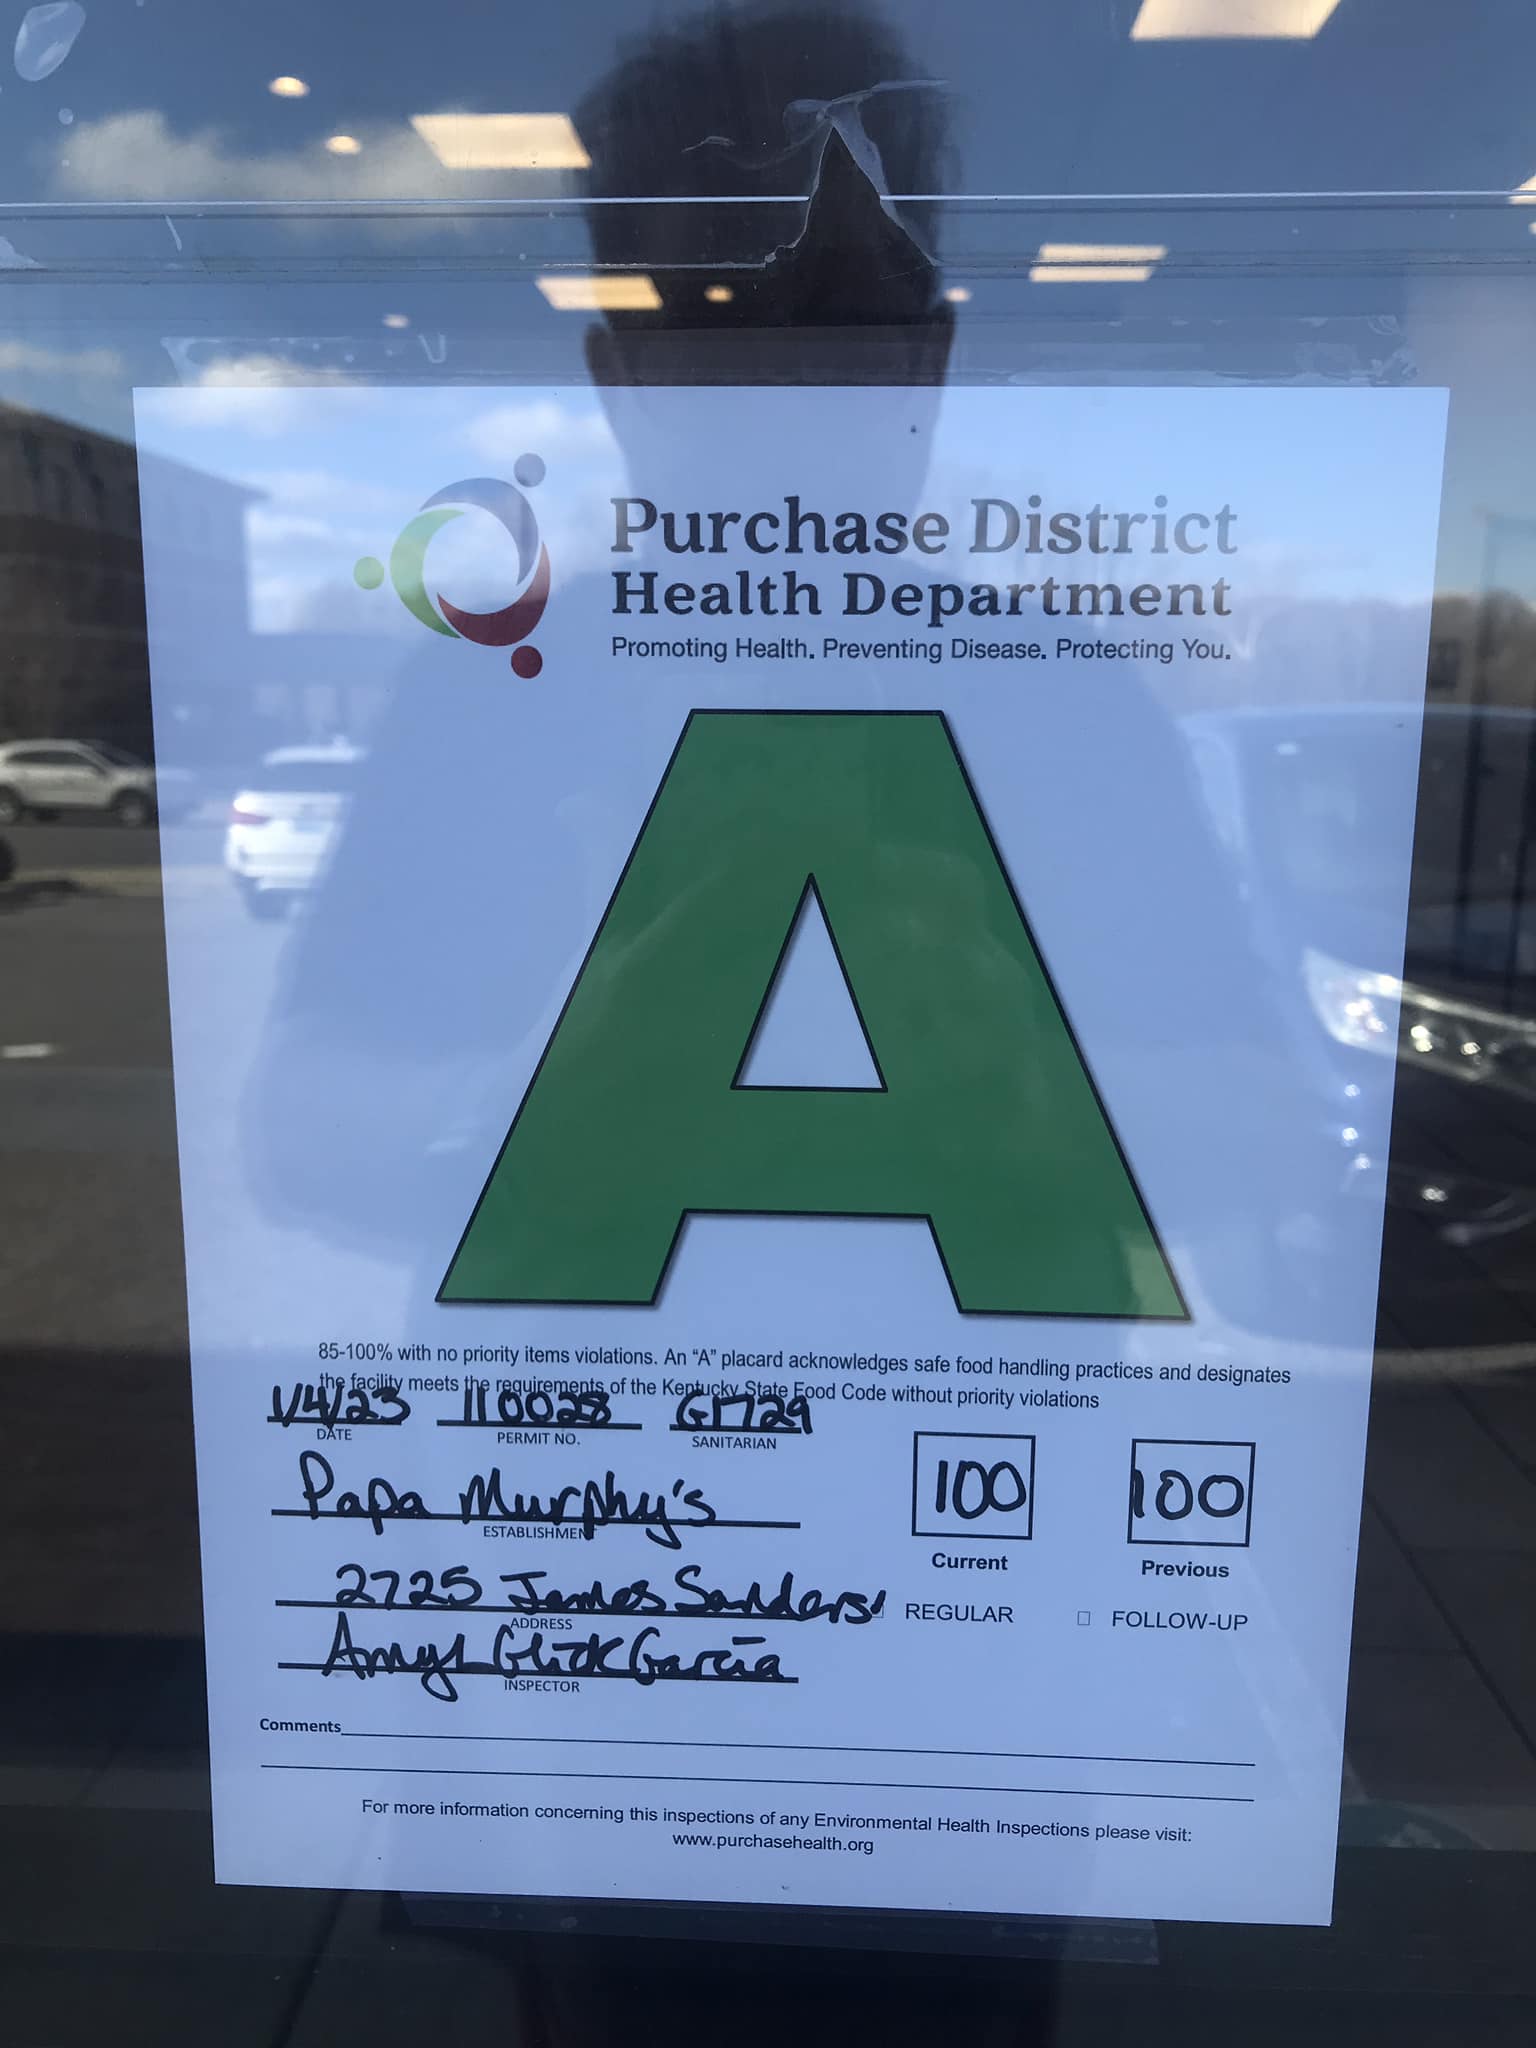 Purchase District
Health Department
Promoting Health. Preventing Disease. Protecting You.
A
85-100% with no priority items violations. An “A” placard acknowledges safe food handling practices and designates
the facility meets the requirements of the Kentucky State Food Code without priority violations
1/4/23 110028 G1729
DATE PERMIT NO. SANITARIAN
Papa Murphy's 100 100
ESTABLISHMENT Current Previous
2725 James Sanders REGULAR FOLLOW-UP
ADDRESS
Amy Glick Garcia
INSPECTOR
Comments
For more information concerning this inspections of any Environmental Health Inspections please visit:
www.purchasehealth.org